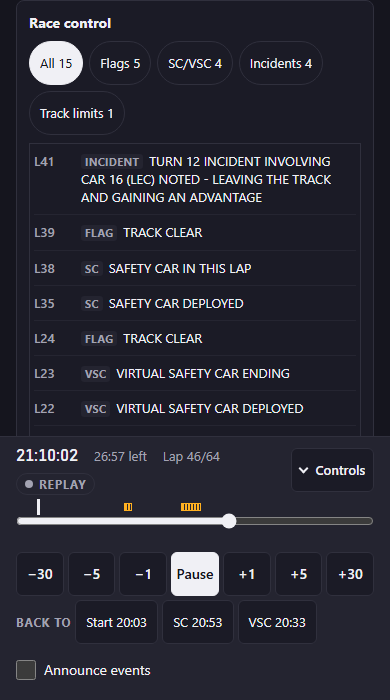 Race control
All 15
Flags 5
SC/VSC 4
Incidents 4
Track limits 1
L41 INCIDENT TURN 12 INCIDENT INVOLVING
CAR 16 (LEC) NOTED - LEAVING THE TRACK
AND GAINING AN ADVANTAGE
L39 FLAG TRACK CLEAR
L38 SC SAFETY CAR IN THIS LAP
L35 SC SAFETY CAR DEPLOYED
L24 FLAG TRACK CLEAR
L23 VSC VIRTUAL SAFETY CAR ENDING
L22 VSC VIRTUAL SAFETY CAR DEPLOYED
21:10:02 26:57 left Lap 46/64
Controls
REPLAY
−30 −5 −1 Pause +1 +5 +30
BACK TO Start 20:03 SC 20:53 VSC 20:33
Announce events